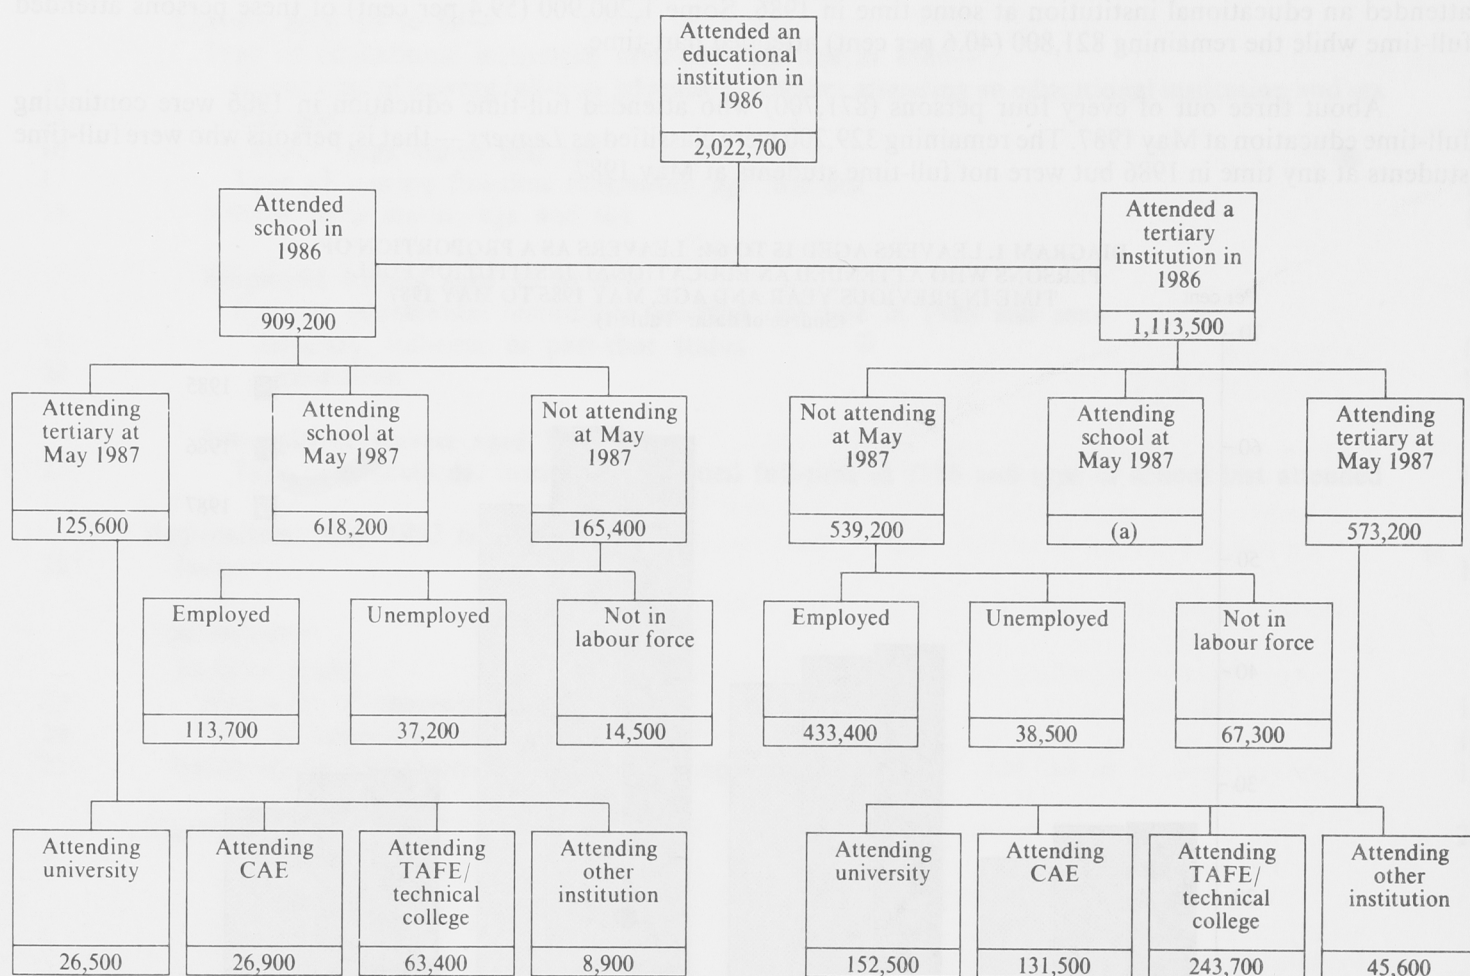 Attended an
educational
institution in
1986
2,022,700
Attended
school in
1986
909,200
Attended a
tertiary
institution in
1986
1,113,500
Attending
tertiary at
May 1987
125,600
Attending
school at
May 1987
618,200
Not attending
at May
1987
165,400
Not attending
at May
1987
539,200
Attending
school at
May 1987
(a)
Attending
tertiary at
May 1987
573,200
Employed
113,700
Unemployed
37,200
Not in
labour force
14,500
Employed
433,400
Unemployed
38,500
Not in
labour force
67,300
Attending
university
26,500
Attending
CAE
26,900
Attending
TAFE/
technical
college
63,400
Attending
other
institution
8,900
Attending
university
152,500
Attending
CAE
131,500
Attending
TAFE/
technical
college
243,700
Attending
other
institution
45,600